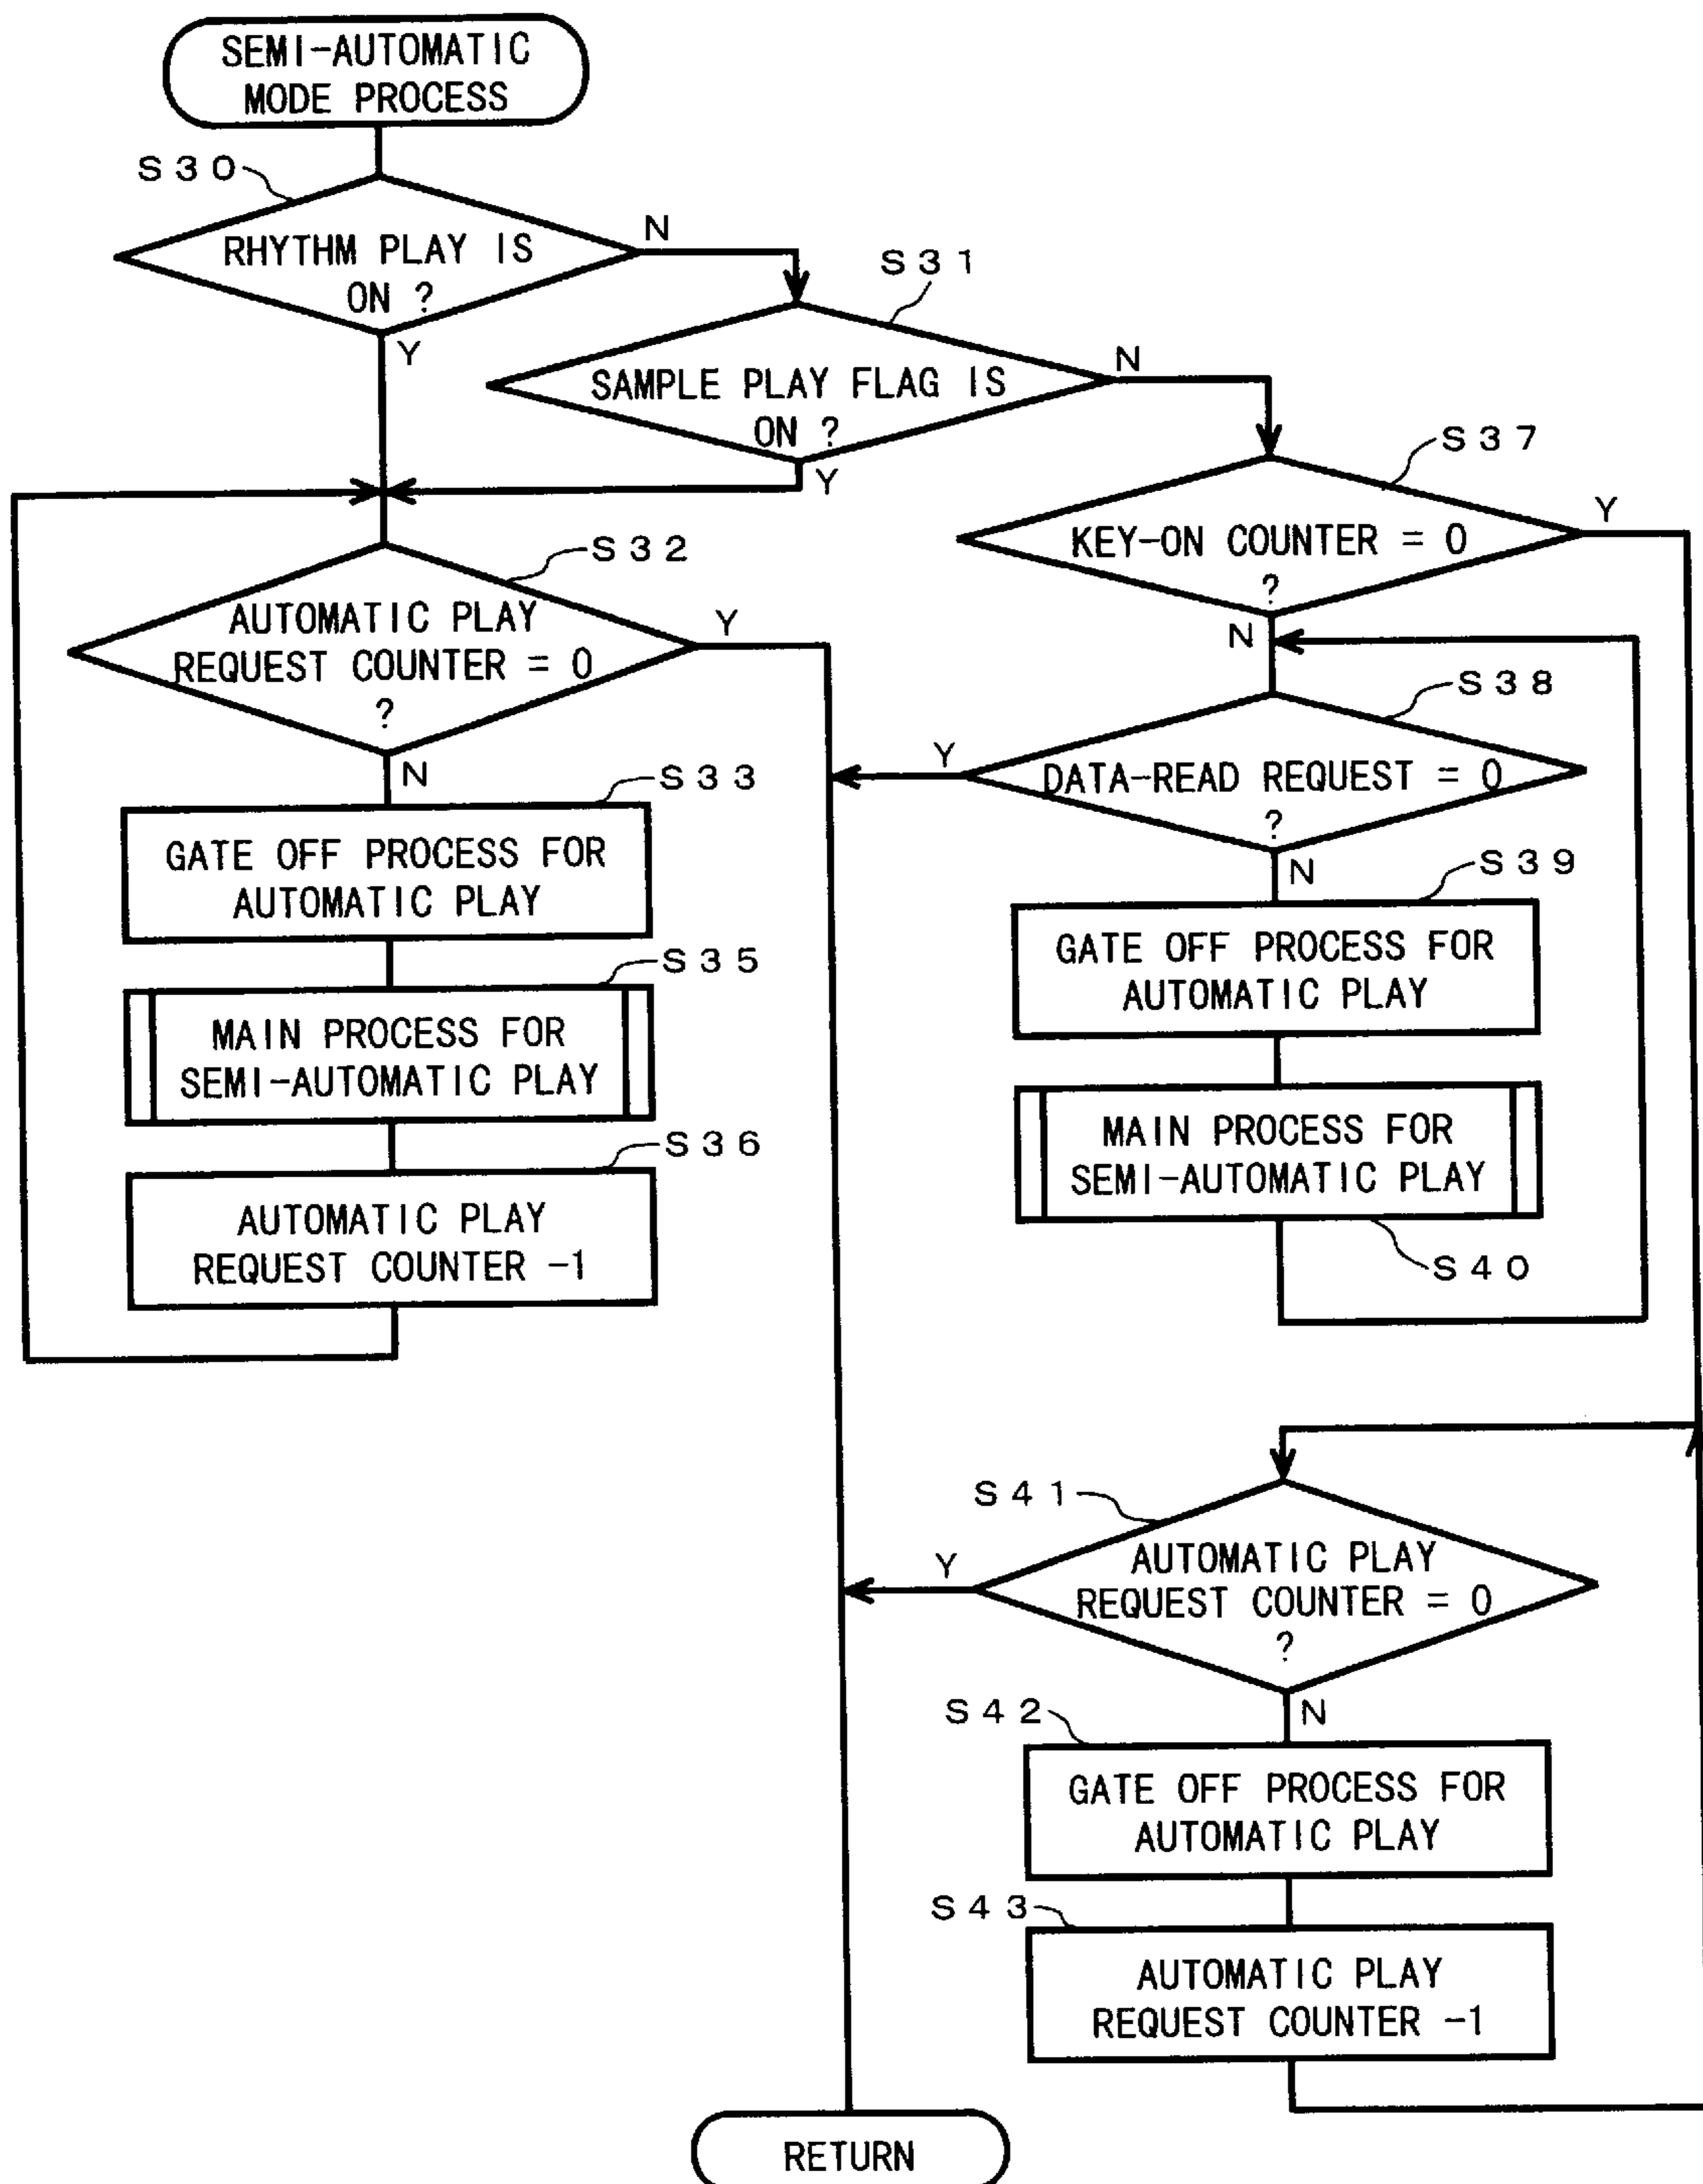 SEMI-AUTOMATIC
MODE PROCESS
S30
RHYTHM PLAY IS
ON ?
N
Y
S31
SAMPLE PLAY FLAG IS
ON ?
N
Y
S32
AUTOMATIC PLAY
REQUEST COUNTER = 0
?
Y
N
S33
GATE OFF PROCESS FOR
AUTOMATIC PLAY
S35
MAIN PROCESS FOR
SEMI-AUTOMATIC PLAY
S36
AUTOMATIC PLAY
REQUEST COUNTER -1
S37
KEY-ON COUNTER = 0
?
Y
N
S38
DATA-READ REQUEST = 0
?
Y
N
S39
GATE OFF PROCESS FOR
AUTOMATIC PLAY
MAIN PROCESS FOR
SEMI-AUTOMATIC PLAY
S40
S41
AUTOMATIC PLAY
REQUEST COUNTER = 0
?
Y
N
S42
GATE OFF PROCESS FOR
AUTOMATIC PLAY
S43
AUTOMATIC PLAY
REQUEST COUNTER -1
RETURN